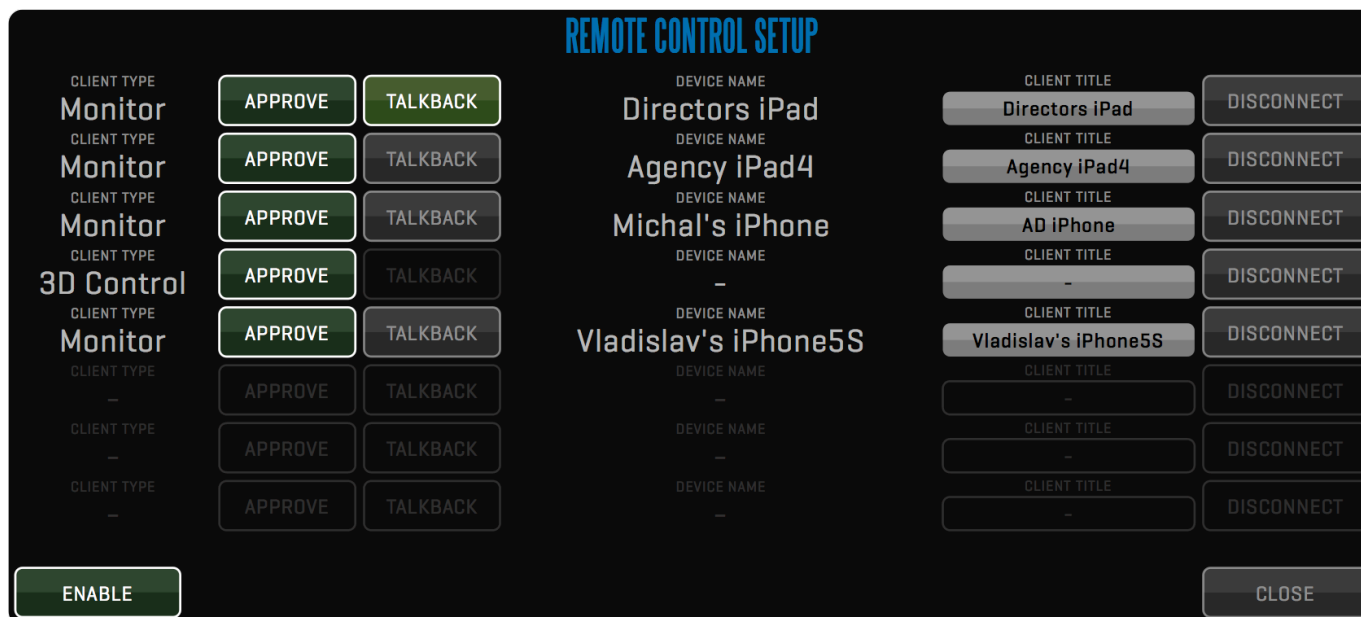 REMOTE CONTROL SETUP
CLIENT TYPE DEVICE NAME CLIENT TITLE
Monitor APPROVE TALKBACK Directors iPad Directors iPad DISCONNECT
CLIENT TYPE DEVICE NAME CLIENT TITLE
Monitor APPROVE TALKBACK Agency iPad4 Agency iPad4 DISCONNECT
CLIENT TYPE DEVICE NAME CLIENT TITLE
Monitor APPROVE TALKBACK Michal's iPhone AD iPhone DISCONNECT
CLIENT TYPE DEVICE NAME CLIENT TITLE
3D Control APPROVE TALKBACK - - DISCONNECT
CLIENT TYPE DEVICE NAME CLIENT TITLE
Monitor APPROVE TALKBACK Vladislav's iPhone5S Vladislav's iPhone5S DISCONNECT
CLIENT TYPE DEVICE NAME CLIENT TITLE
- APPROVE TALKBACK - - DISCONNECT
CLIENT TYPE DEVICE NAME CLIENT TITLE
- APPROVE TALKBACK - - DISCONNECT
CLIENT TYPE DEVICE NAME CLIENT TITLE
- APPROVE TALKBACK - - DISCONNECT
ENABLE CLOSE